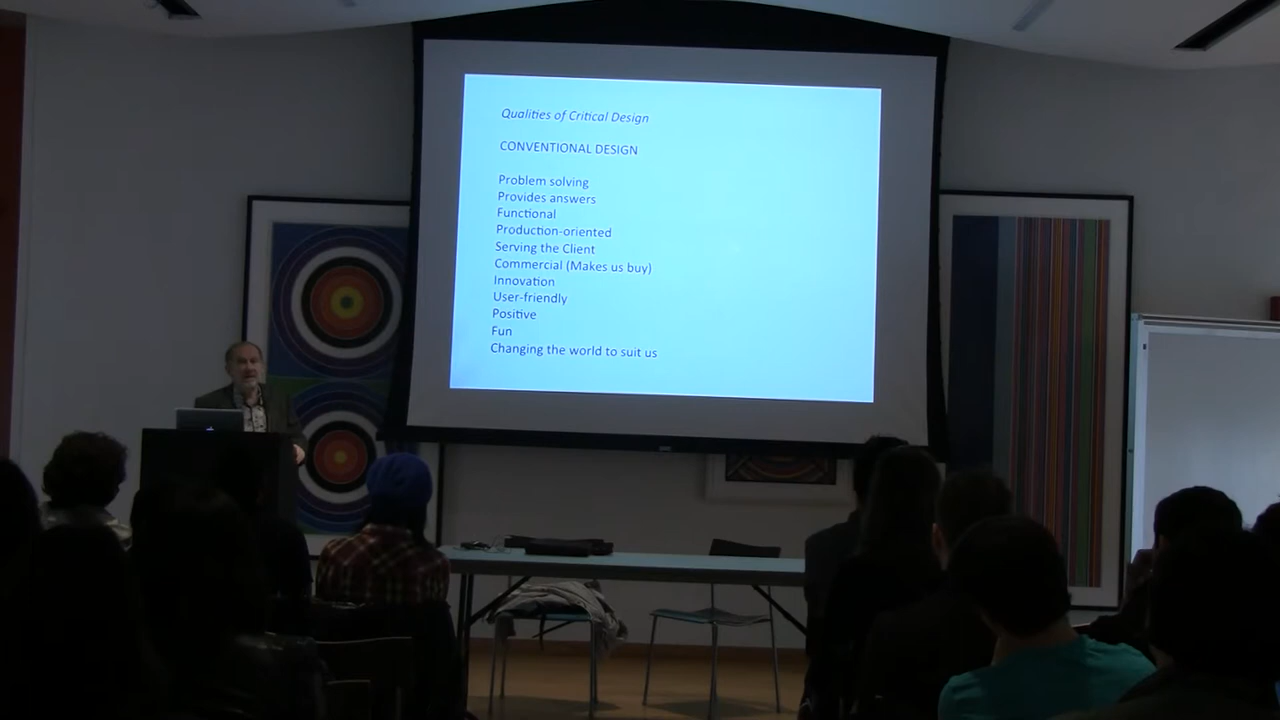 Qualities of Critical Design
CONVENTIONAL DESIGN
Problem solving
Provides answers
Functional
Production-oriented
Serving the Client
Commercial (Makes us buy)
Innovation
User-friendly
Positive
Fun
Changing the world to suit us